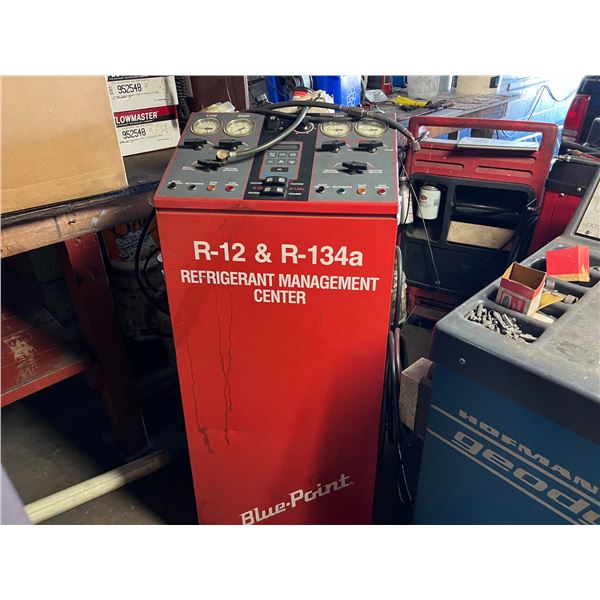 952548
FLOWMASTER
952548
R-12 & R-134a
REFRIGERANT MANAGEMENT
CENTER
Blue-Point
HOFMANN
geody